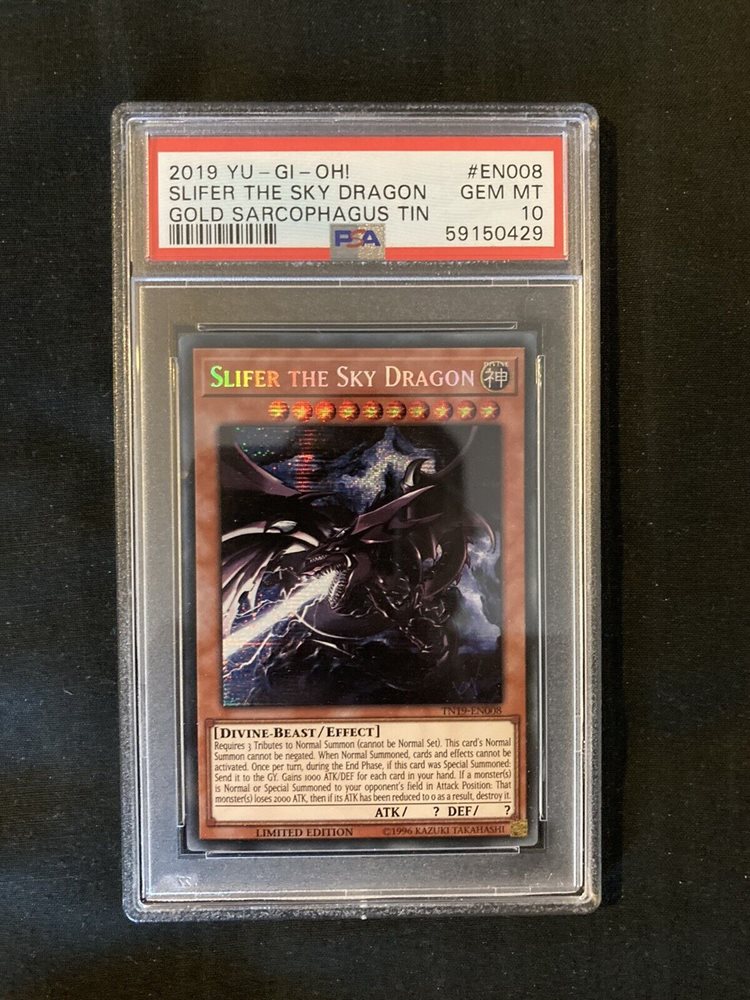 2019 YU-GI-OH! #EN008
SLIFER THE SKY DRAGON GEM MT
GOLD SARCOPHAGUS TIN 10
PSA 59150429
SLIFER THE SKY DRAGON
DIVINE
神
TN19-EN008
[DIVINE-BEAST/EFFECT]
Requires 3 Tributes to Normal Summon (cannot be Normal Set). This card's Normal
Summon cannot be negated. When Normal Summoned, cards and effects cannot be
activated. Once per turn, during the End Phase, if this card was Special Summoned:
Send it to the GY. Gains 1000 ATK/DEF for each card in your hand. If a monster(s)
is Normal or Special Summoned to your opponent's field in Attack Position: That
monster(s) loses 2000 ATK, then if its ATK has been reduced to 0 as a result, destroy it.
ATK/ ? DEF/ ?
LIMITED EDITION ©1996 KAZUKI TAKAHASHI